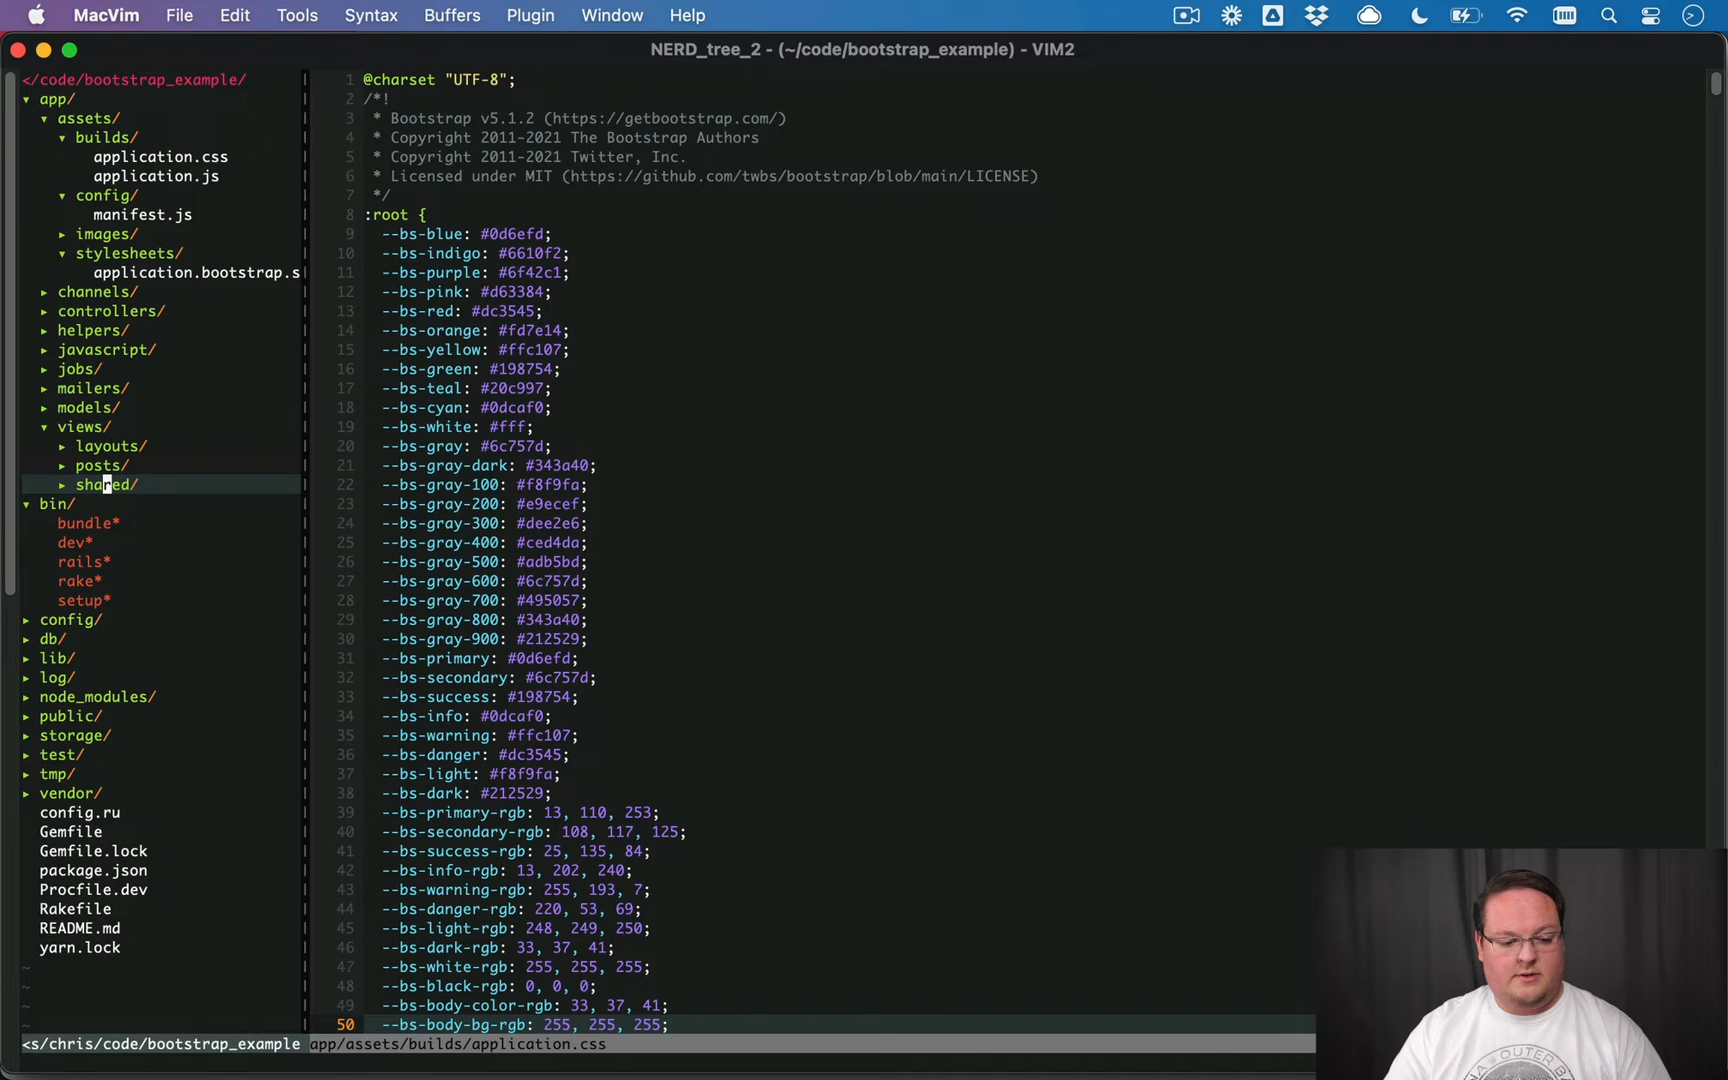 MacVim File Edit Tools Syntax Buffers Plugin Window Help
NERD_tree_2 - (~/code/bootstrap_example) - VIM2
</code/bootstrap_example/
▾ app/
▾ assets/
▾ builds/
application.css
application.js
▾ config/
manifest.js
▸ images/
▾ stylesheets/
application.bootstrap.s
▸ channels/
▸ controllers/
▸ helpers/
▸ javascript/
▸ jobs/
▸ mailers/
▸ models/
▾ views/
▸ layouts/
▸ posts/
▸ shared/
▾ bin/
bundle*
dev*
rails*
rake*
setup*
▸ config/
▸ db/
▸ lib/
▸ log/
▸ node_modules/
▸ public/
▸ storage/
▸ test/
▸ tmp/
▸ vendor/
config.ru
Gemfile
Gemfile.lock
package.json
Procfile.dev
Rakefile
README.md
yarn.lock
~
~
~
1 @charset "UTF-8";
2 /*!
3 * Bootstrap v5.1.2 (https://getbootstrap.com/)
4 * Copyright 2011-2021 The Bootstrap Authors
5 * Copyright 2011-2021 Twitter, Inc.
6 * Licensed under MIT (https://github.com/twbs/bootstrap/blob/main/LICENSE)
7 */
8 :root {
9 --bs-blue: #0d6efd;
10 --bs-indigo: #6610f2;
11 --bs-purple: #6f42c1;
12 --bs-pink: #d63384;
13 --bs-red: #dc3545;
14 --bs-orange: #fd7e14;
15 --bs-yellow: #ffc107;
16 --bs-green: #198754;
17 --bs-teal: #20c997;
18 --bs-cyan: #0dcaf0;
19 --bs-white: #fff;
20 --bs-gray: #6c757d;
21 --bs-gray-dark: #343a40;
22 --bs-gray-100: #f8f9fa;
23 --bs-gray-200: #e9ecef;
24 --bs-gray-300: #dee2e6;
25 --bs-gray-400: #ced4da;
26 --bs-gray-500: #adb5bd;
27 --bs-gray-600: #6c757d;
28 --bs-gray-700: #495057;
29 --bs-gray-800: #343a40;
30 --bs-gray-900: #212529;
31 --bs-primary: #0d6efd;
32 --bs-secondary: #6c757d;
33 --bs-success: #198754;
34 --bs-info: #0dcaf0;
35 --bs-warning: #ffc107;
36 --bs-danger: #dc3545;
37 --bs-light: #f8f9fa;
38 --bs-dark: #212529;
39 --bs-primary-rgb: 13, 110, 253;
40 --bs-secondary-rgb: 108, 117, 125;
41 --bs-success-rgb: 25, 135, 84;
42 --bs-info-rgb: 13, 202, 240;
43 --bs-warning-rgb: 255, 193, 7;
44 --bs-danger-rgb: 220, 53, 69;
45 --bs-light-rgb: 248, 249, 250;
46 --bs-dark-rgb: 33, 37, 41;
47 --bs-white-rgb: 255, 255, 255;
48 --bs-black-rgb: 0, 0, 0;
49 --bs-body-color-rgb: 33, 37, 41;
50 --bs-body-bg-rgb: 255, 255, 255;
<s/chris/code/bootstrap_example app/assets/builds/application.css
OUTER BA